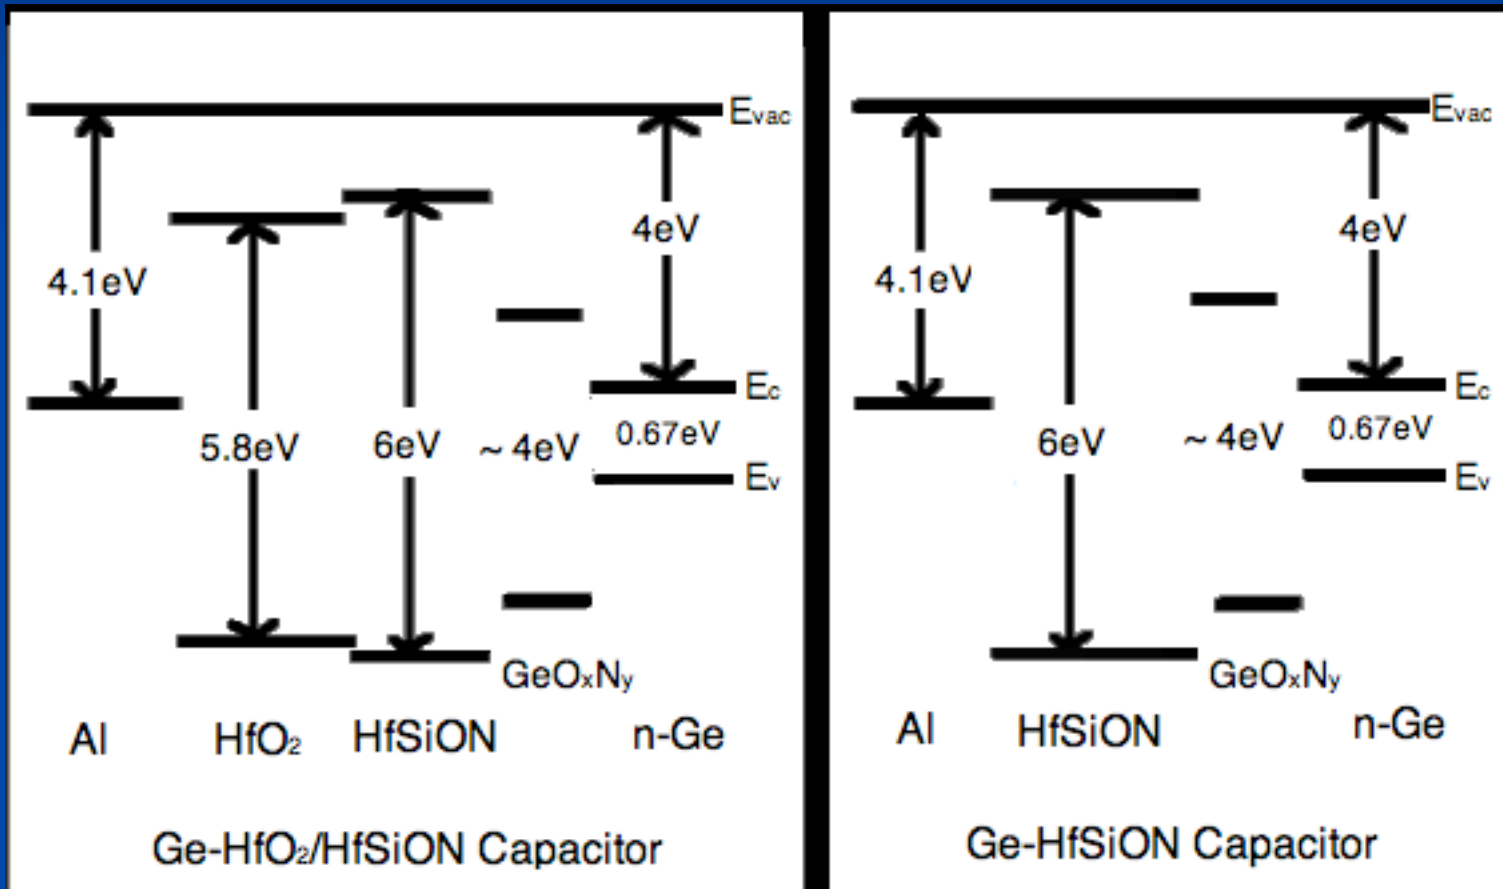 Evac
4.1eV
4eV
5.8eV
6eV
~ 4eV
Ec
0.67eV
Ev
GeOxNy
Al
HfO2
HfSiON
n-Ge
Ge-HfO2/HfSiON Capacitor
Evac
4.1eV
4eV
6eV
~ 4eV
Ec
0.67eV
Ev
GeOxNy
Al
HfSiON
n-Ge
Ge-HfSiON Capacitor